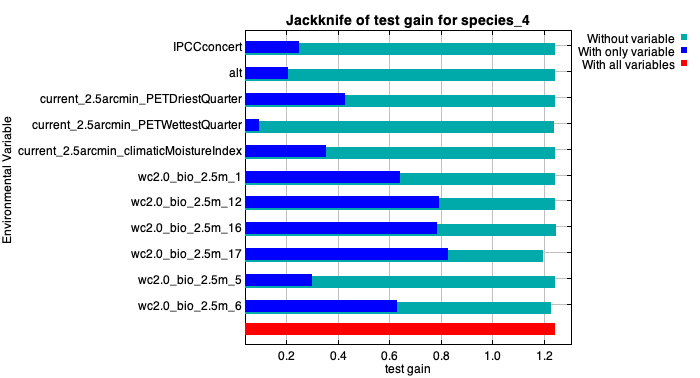 Jackknife of test gain for species_4
Without variable
With only variable
With all variables
Environmental Variable
IPCCconcert
alt
current_2.5arcmin_PETDriestQuarter
current_2.5arcmin_PETWettestQuarter
current_2.5arcmin_climaticMoistureIndex
wc2.0_bio_2.5m_1
wc2.0_bio_2.5m_12
wc2.0_bio_2.5m_16
wc2.0_bio_2.5m_17
wc2.0_bio_2.5m_5
wc2.0_bio_2.5m_6
0.2 0.4 0.6 0.8 1.0 1.2
test gain